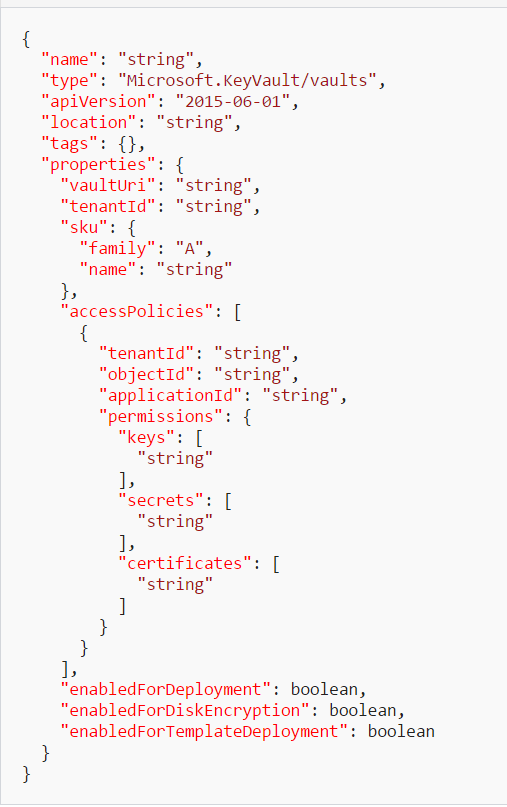 {
  "name": "string",
  "type": "Microsoft.KeyVault/vaults",
  "apiVersion": "2015-06-01",
  "location": "string",
  "tags": {},
  "properties": {
    "vaultUri": "string",
    "tenantId": "string",
    "sku": {
      "family": "A",
      "name": "string"
    },
    "accessPolicies": [
      {
        "tenantId": "string",
        "objectId": "string",
        "applicationId": "string",
        "permissions": {
          "keys": [
            "string"
          ],
          "secrets": [
            "string"
          ],
          "certificates": [
            "string"
          ]
        }
      }
    ],
    "enabledForDeployment": boolean,
    "enabledForDiskEncryption": boolean,
    "enabledForTemplateDeployment": boolean
  }
}